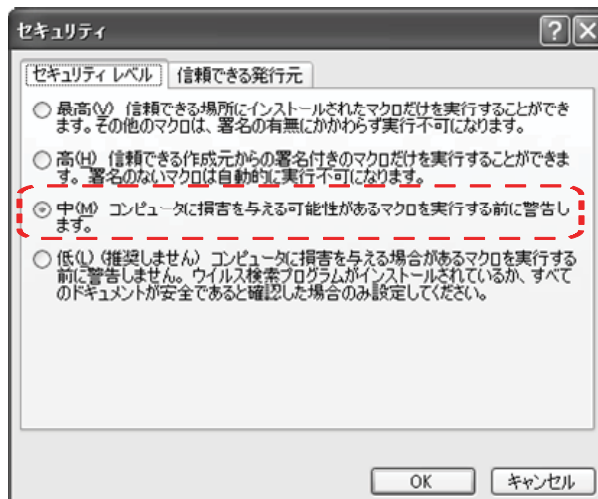 セキュリティ
セキュリティ レベル 信頼できる発行元
最高(V) 信頼できる場所にインストールされたマクロだけを実行することができ
ます。その他のマクロは、署名の有無にかかわらず実行不可になります。
高(H) 信頼できる作成元からの署名付きのマクロだけを実行することができま
す。署名のないマクロは自動的に実行不可になります。
中(M) コンピュータに損害を与える可能性があるマクロを実行する前に警告し
ます。
低(L) (推奨しません) コンピュータに損害を与える場合があるマクロを実行する
前に警告しません。ウイルス検索プログラムがインストールされているか、すべて
のドキュメントが安全であると確認した場合のみ設定してください。
OK キャンセル